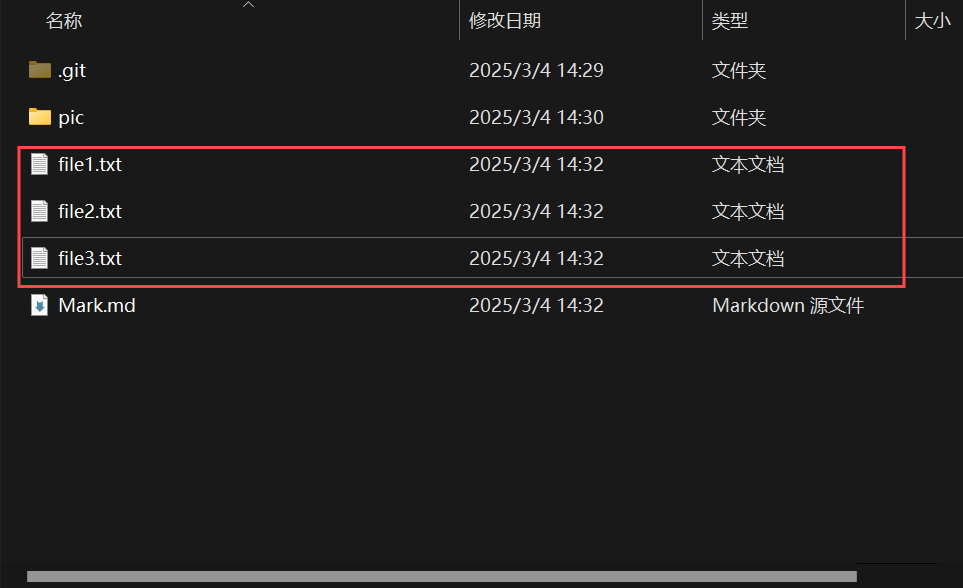 名称 修改日期 类型 大小
.git 2025/3/4 14:29 文件夹
pic 2025/3/4 14:30 文件夹
file1.txt 2025/3/4 14:32 文本文档
file2.txt 2025/3/4 14:32 文本文档
file3.txt 2025/3/4 14:32 文本文档
Mark.md 2025/3/4 14:32 Markdown 源文件